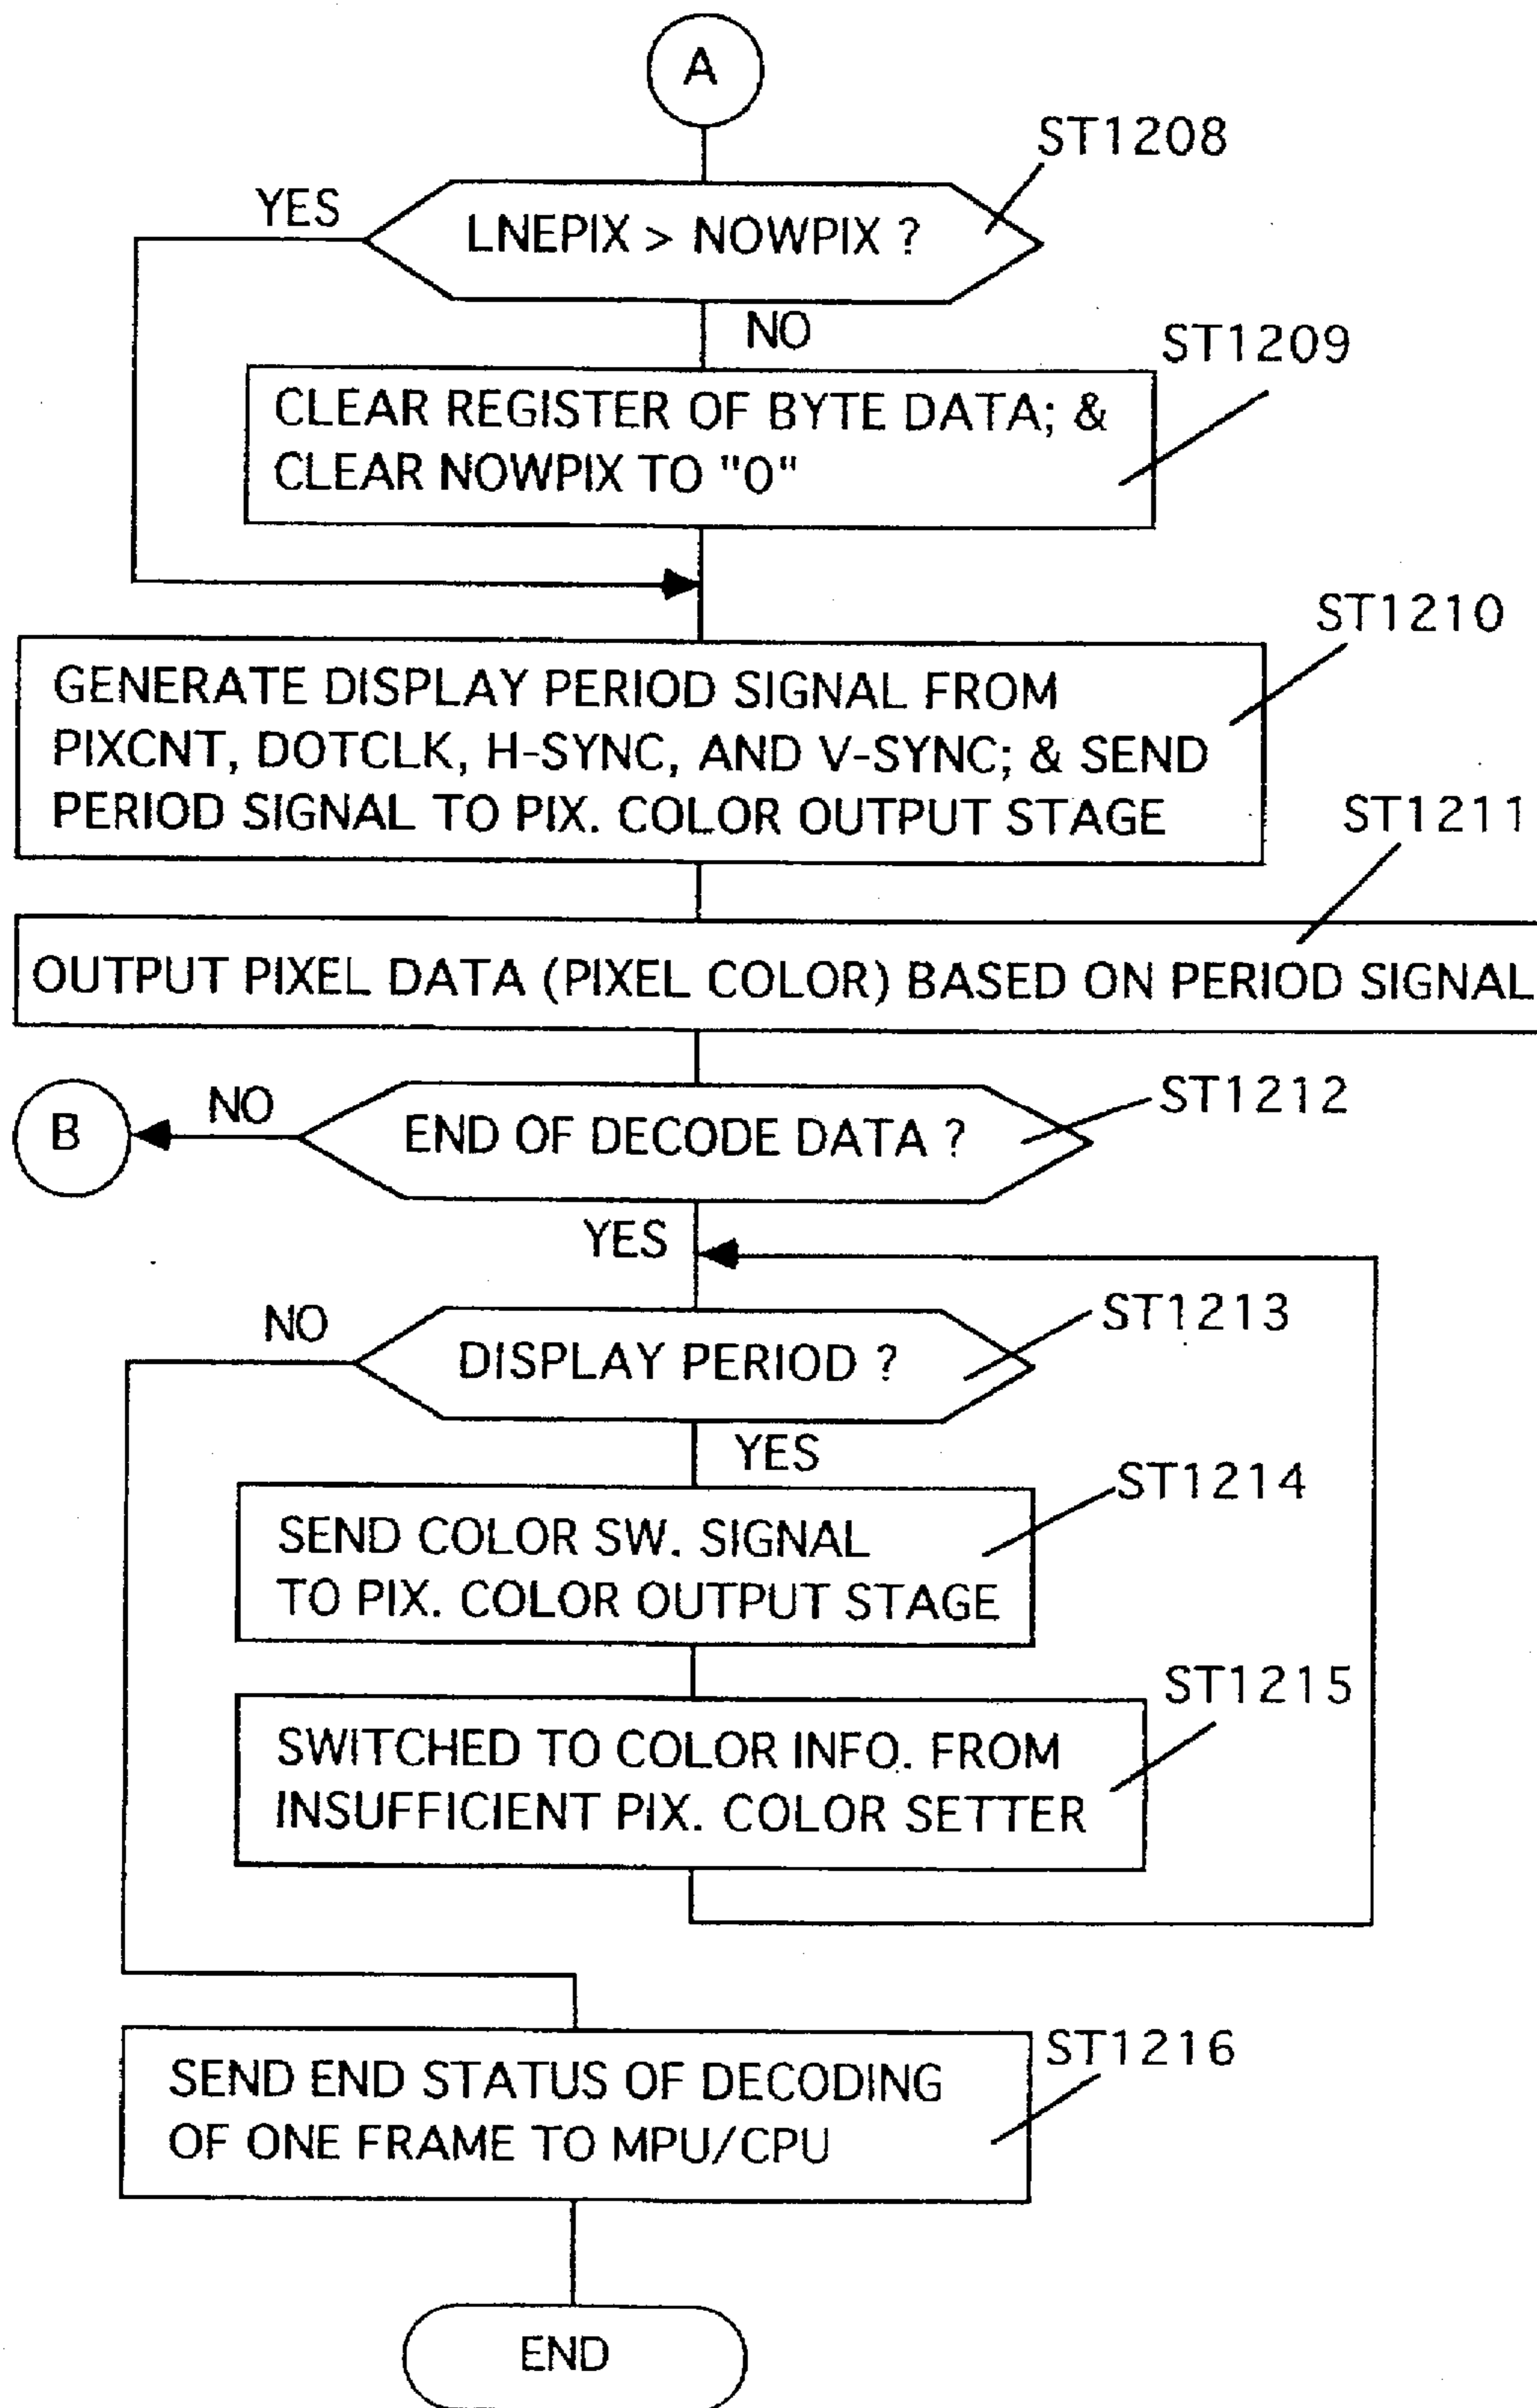 A
ST1208
YES
LNEPIX > NOWPIX ?
NO
ST1209
CLEAR REGISTER OF BYTE DATA; &
CLEAR NOWPIX TO "0"
ST1210
GENERATE DISPLAY PERIOD SIGNAL FROM
PIXCNT, DOTCLK, H-SYNC, AND V-SYNC; & SEND
PERIOD SIGNAL TO PIX. COLOR OUTPUT STAGE
ST1211
OUTPUT PIXEL DATA (PIXEL COLOR) BASED ON PERIOD SIGNAL
B
NO
END OF DECODE DATA ?
ST1212
YES
NO
DISPLAY PERIOD ?
ST1213
YES
ST1214
SEND COLOR SW. SIGNAL
TO PIX. COLOR OUTPUT STAGE
ST1215
SWITCHED TO COLOR INFO. FROM
INSUFFICIENT PIX. COLOR SETTER
ST1216
SEND END STATUS OF DECODING
OF ONE FRAME TO MPU/CPU
END